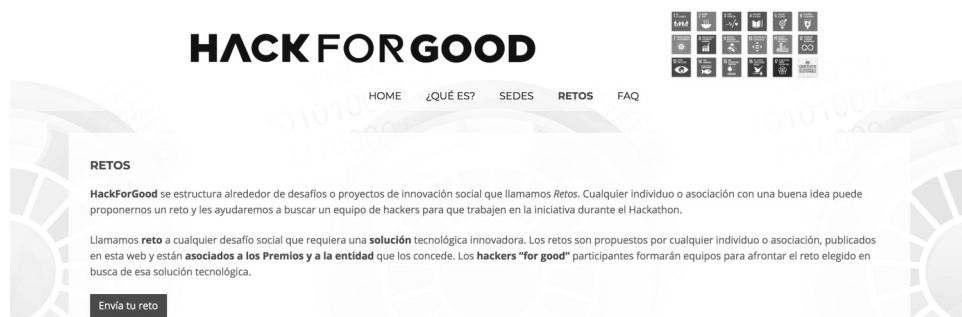 HACKFORGOOD
HOME ¿QUÉ ES? SEDES RETOS FAQ
RETOS
HackForGood se estructura alrededor de desafíos o proyectos de innovación social que llamamos Retos. Cualquier individuo o asociación con una buena idea puede
proponernos un reto y les ayudaremos a buscar un equipo de hackers para que trabajen en la iniciativa durante el Hackathon.
Llamamos reto a cualquier desafío social que requiera una solución tecnológica innovadora. Los retos son propuestos por cualquier individuo o asociación, publicados
en esta web y están asociados a los Premios y a la entidad que los concede. Los hackers “for good” participantes formarán equipos para afrontar el reto elegido en
busca de esa solución tecnológica.
Envía tu reto